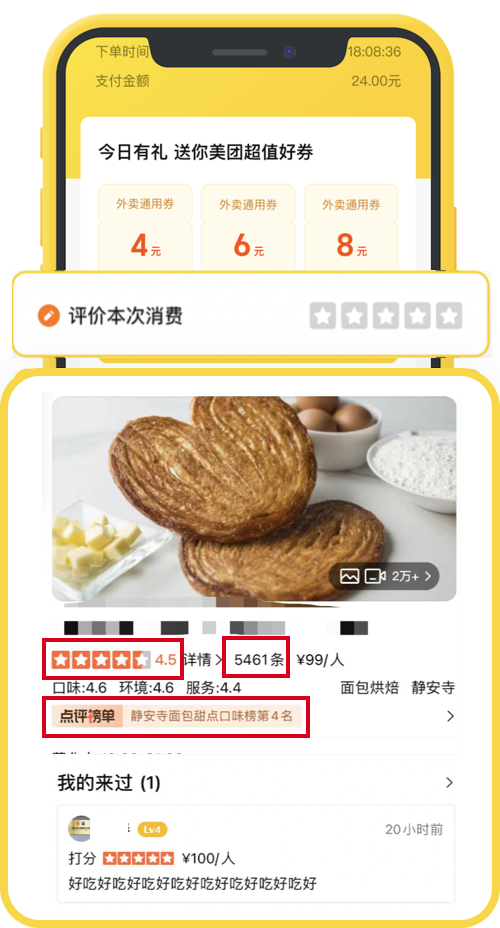 下单时间 18:08:36
支付金额 24.00元
今日有礼 送你美团超值好券
外卖通用券 外卖通用券 外卖通用券
4元 6元 8元
评价本次消费
2万+
4.5 详情 5461条 ¥99/人
口味:4.6 环境:4.6 服务:4.4 面包烘焙 静安寺
点评榜单 静安寺面包甜点口味榜第4名
我的来过 (1)
Lv4 20小时前
打分 ¥100/人
好吃好吃好吃好吃好吃好吃好吃好吃好